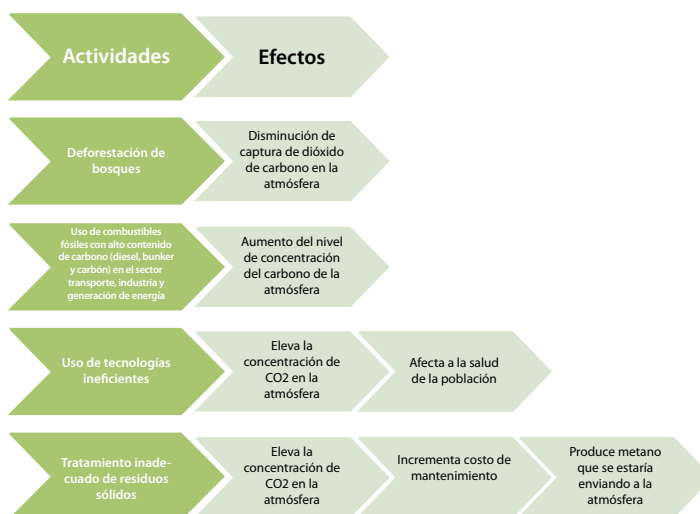 Actividades
Efectos
Deforestación de
bosques
Disminución de
captura de dióxido
de carbono en la
atmósfera
Uso de combustibles
fósiles con alto contenido
de carbono (diesel, bunker
y carbón) en el sector
transporte, industria y
generación de energía
Aumento del nivel
de concentración
del carbono de la
atmósfera
Uso de tecnologías
ineficientes
Eleva la
concentración de
CO2 en la
atmósfera
Afecta a la salud
de la población
Tratamiento inade-
cuado de residuos
sólidos
Eleva la
concentración de
CO2 en la
atmósfera
Incrementa costo de
mantenimiento
Produce metano
que se estaría
enviando a la
atmósfera